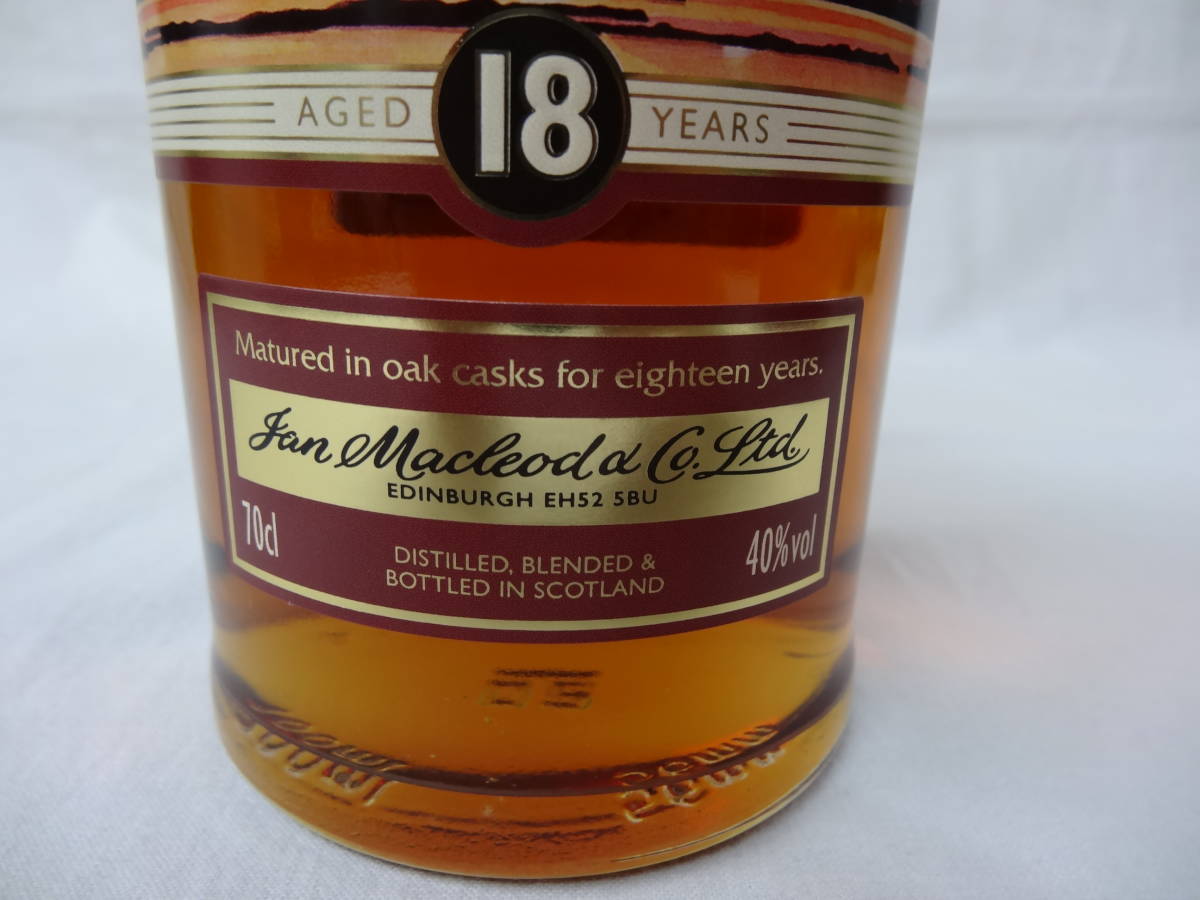 AGED 18 YEARS
Matured in oak casks for eighteen years.
Ian Macleod & Co. Ltd.
EDINBURGH EH52 5BU
70cl
40%vol
DISTILLED, BLENDED &
BOTTLED IN SCOTLAND